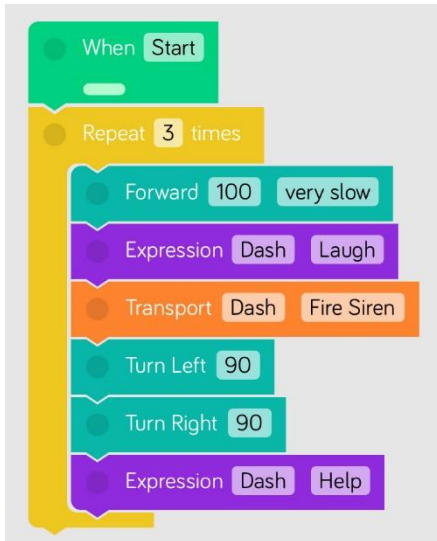 When Start
Repeat 3 times
Forward 100 very slow
Expression Dash Laugh
Transport Dash Fire Siren
Turn Left 90
Turn Right 90
Expression Dash Help